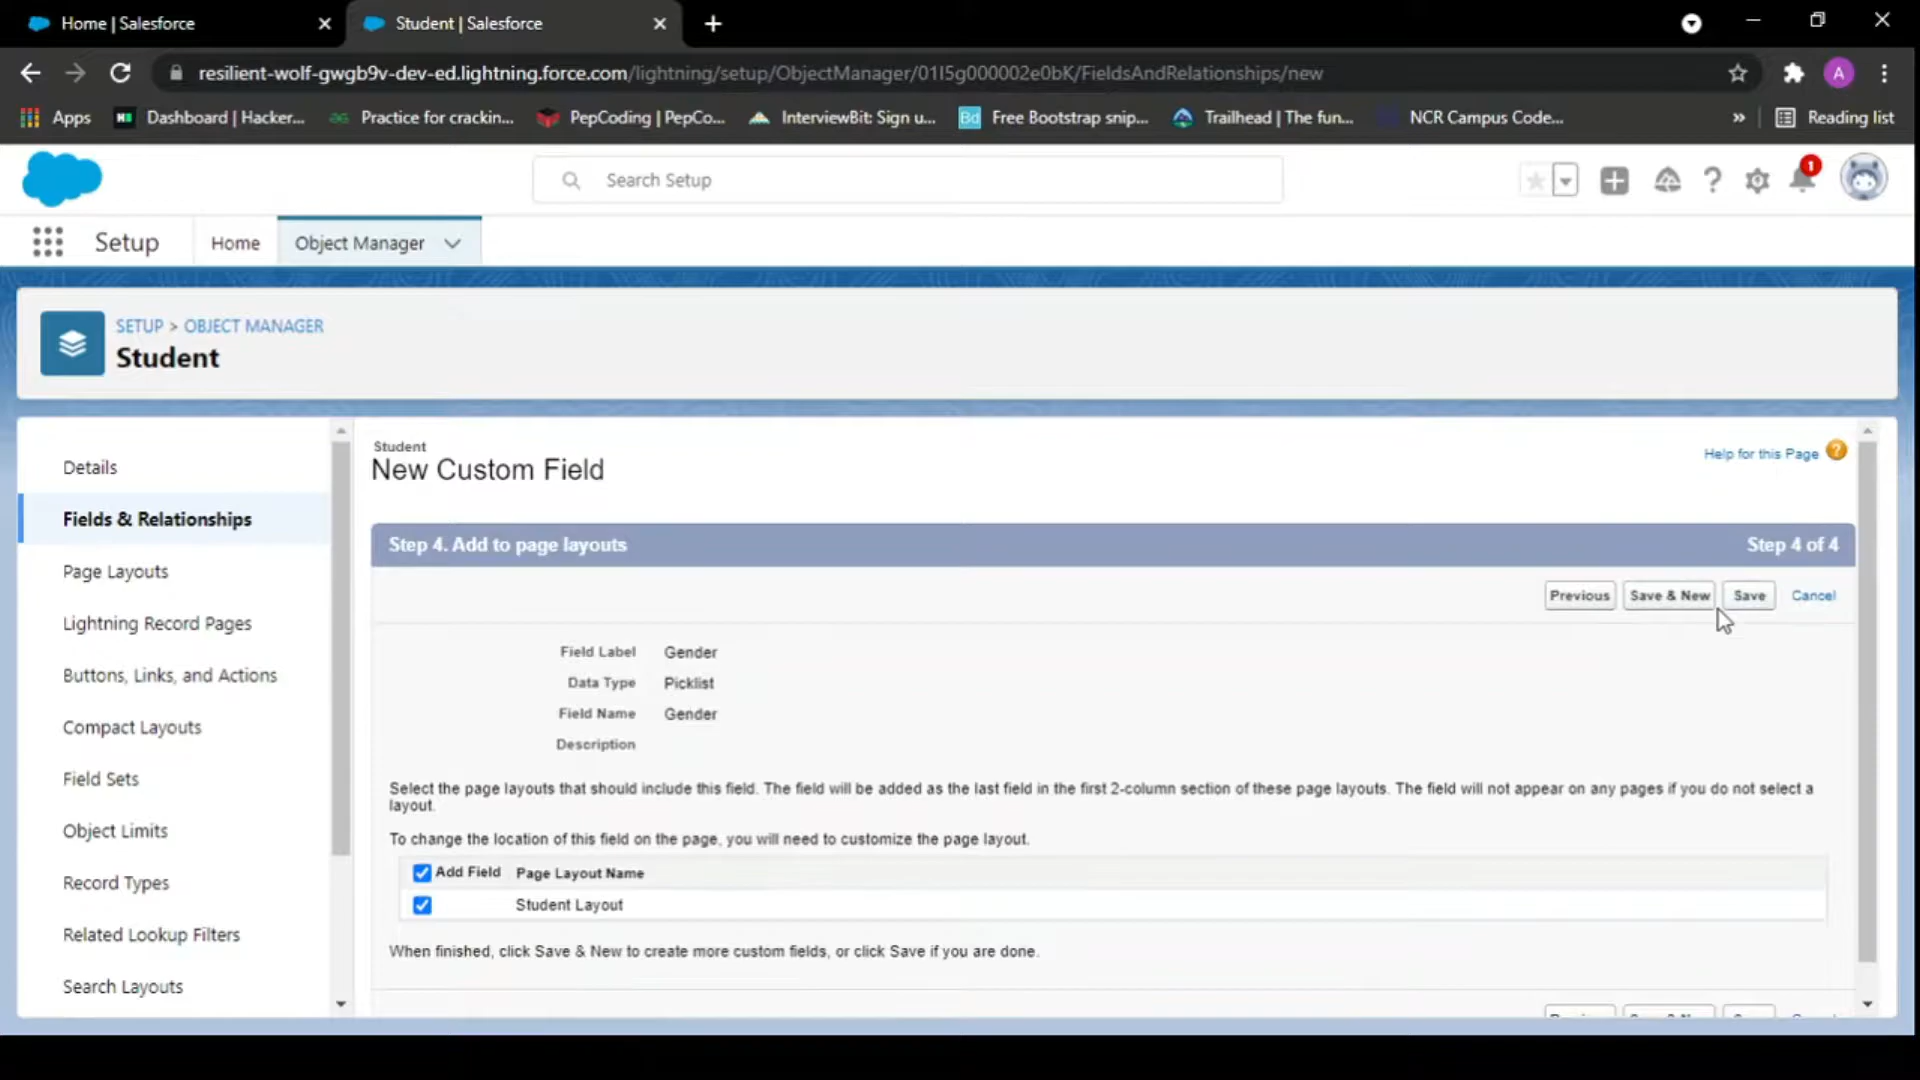 Home | Salesforce
Student | Salesforce
resilient-wolf-gwgb9v-dev-ed.lightning.force.com/lightning/setup/ObjectManager/01I5g000002e0bK/FieldsAndRelationships/new
A
Apps
Dashboard | Hacker...
Practice for crackin...
PepCoding | PepCo...
InterviewBit: Sign u...
Bd
Free Bootstrap snip...
Trailhead | The fun...
NCR Campus Code...
»
Reading list
Search Setup
1
Setup
Home
Object Manager
SETUP > OBJECT MANAGER
Student
Details
Fields & Relationships
Page Layouts
Lightning Record Pages
Buttons, Links, and Actions
Compact Layouts
Field Sets
Object Limits
Record Types
Related Lookup Filters
Search Layouts
Student
New Custom Field
Help for this Page
Step 4. Add to page layouts
Step 4 of 4
Previous
Save & New
Save
Cancel
Field Label Gender
Data Type Picklist
Field Name Gender
Description
Select the page layouts that should include this field. The field will be added as the last field in the first 2-column section of these page layouts. The field will not appear on any pages if you do not select a
layout.
To change the location of this field on the page, you will need to customize the page layout.
Add Field Page Layout Name
Student Layout
When finished, click Save & New to create more custom fields, or click Save if you are done.